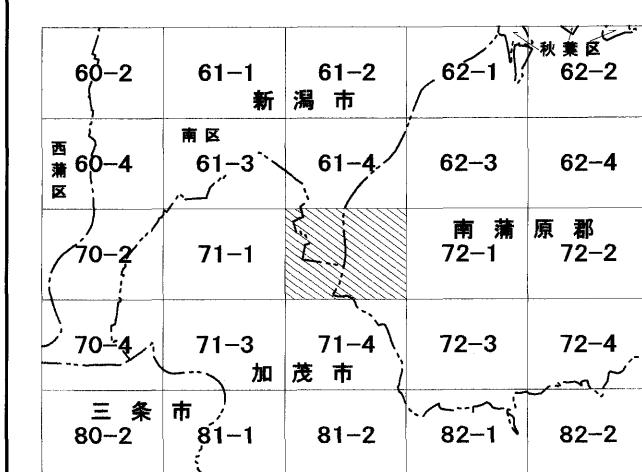 秋葉区
60-2 61-1 61-2 62-1 62-2
新潟市
南区
西蒲区
60-4 61-3 61-4 62-3 62-4
南蒲原郡
70-2 71-1 72-1 72-2
70-4 71-3 71-4 72-3 72-4
加茂市
三条市
80-2 81-1 81-2 82-1 82-2